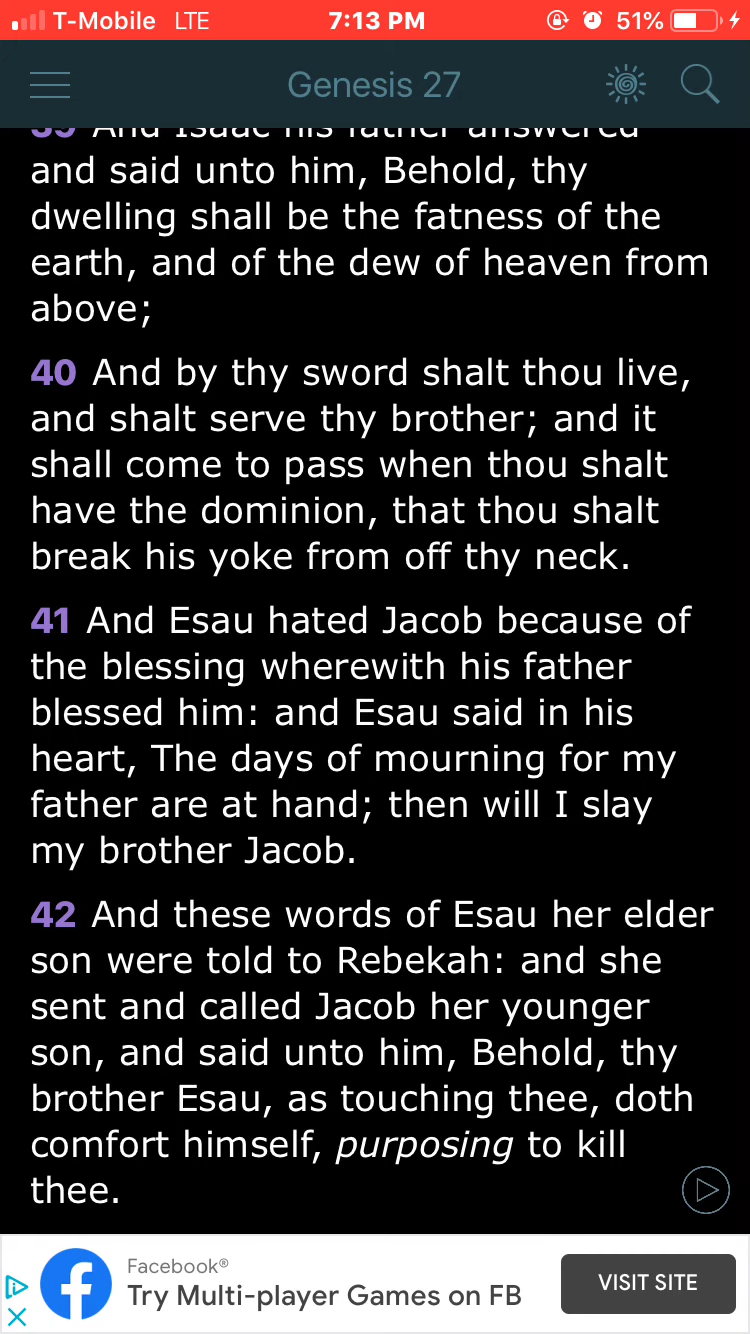 T-Mobile LTE 7:13 PM 51%
Genesis 27
39 And Isaac his father answered
and said unto him, Behold, thy
dwelling shall be the fatness of the
earth, and of the dew of heaven from
above;
40 And by thy sword shalt thou live,
and shalt serve thy brother; and it
shall come to pass when thou shalt
have the dominion, that thou shalt
break his yoke from off thy neck.
41 And Esau hated Jacob because of
the blessing wherewith his father
blessed him: and Esau said in his
heart, The days of mourning for my
father are at hand; then will I slay
my brother Jacob.
42 And these words of Esau her elder
son were told to Rebekah: and she
sent and called Jacob her younger
son, and said unto him, Behold, thy
brother Esau, as touching thee, doth
comfort himself, purposing to kill
thee.
Facebook®
Try Multi-player Games on FB
VISIT SITE